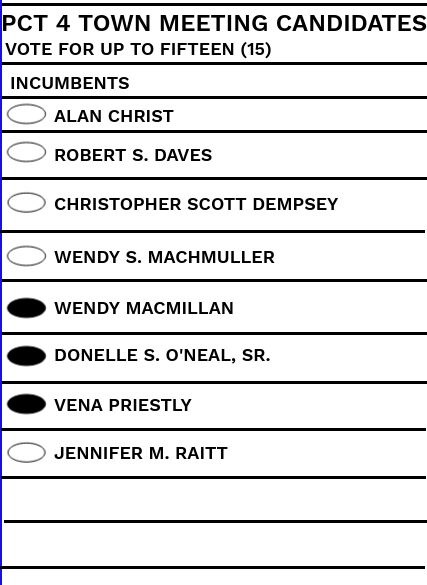 PCT 4 TOWN MEETING CANDIDATES
VOTE FOR UP TO FIFTEEN (15)
INCUMBENTS
ALAN CHRIST
ROBERT S. DAVES
CHRISTOPHER SCOTT DEMPSEY
WENDY S. MACHMULLER
WENDY MACMILLAN
DONELLE S. O'NEAL, SR.
VENA PRIESTLY
JENNIFER M. RAITT